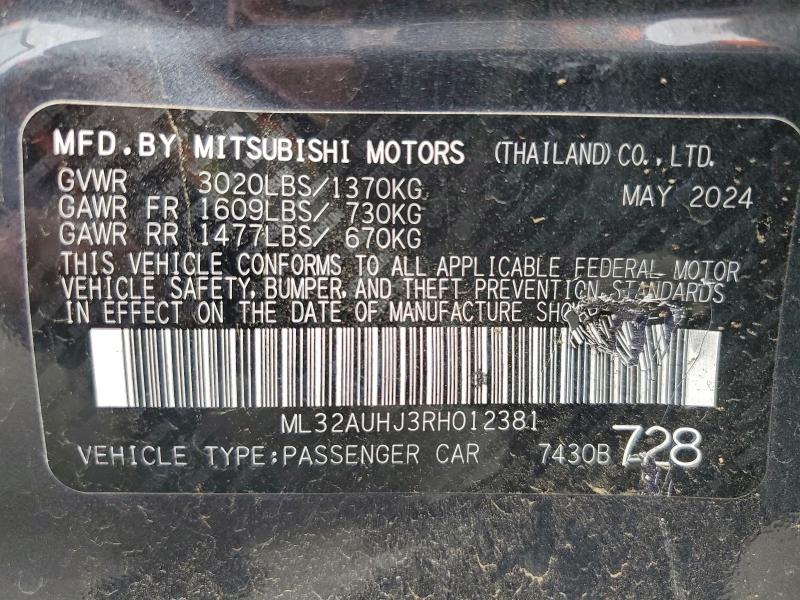 MFD.BY MITSUBISHI MOTORS (THAILAND) CO., LTD.
GVWR 3020LBS/1370KG MAY 2024
GAWR FR 1609LBS/ 730KG
GAWR RR 1477LBS/ 670KG
THIS VEHICLE CONFORMS TO ALL APPLICABLE FEDERAL MOTOR
VEHICLE SAFETY, BUMPER, AND THEFT PREVENTION STANDARDS
IN EFFECT ON THE DATE OF MANUFACTURE
ML32AUHJ3RH012381
VEHICLE TYPE:PASSENGER CAR 7430B 728